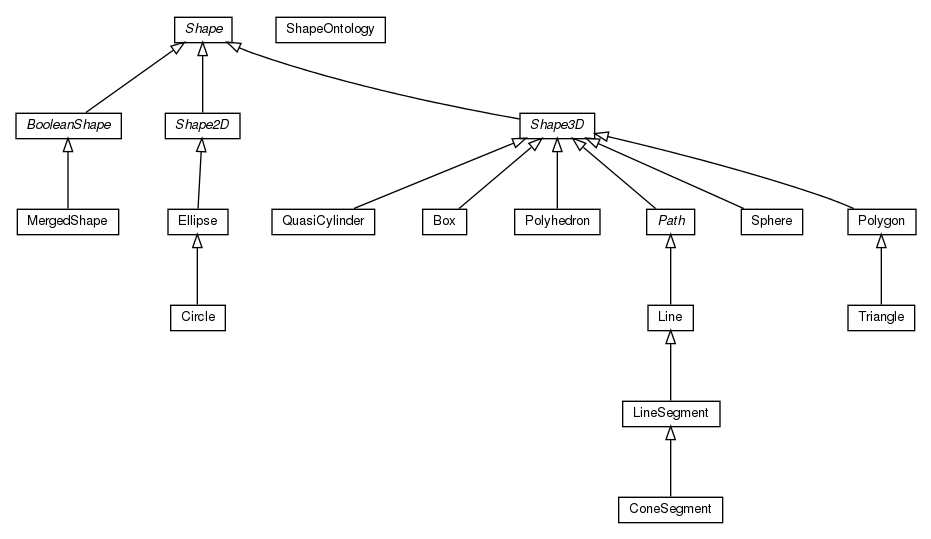 Shape
ShapeOntology
BooleanShape
Shape2D
Shape3D
MergedShape
Ellipse
QuasiCylinder
Box
Polyhedron
Path
Sphere
Polygon
Circle
Line
Triangle
LineSegment
ConeSegment